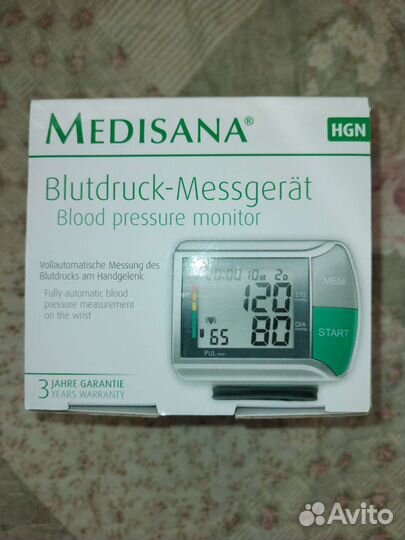 MEDISANA®
HGN
Blutdruck-Messgerät
Blood pressure monitor
Vollautomatische Messung des
Blutdrucks am Handgelenk
Fully automatic blood
pressure measurement
on the wrist
120
SYS
80
DIA
65
PUL
MEM
START
3 JAHRE GARANTIE
YEARS WARRANTY
Avito